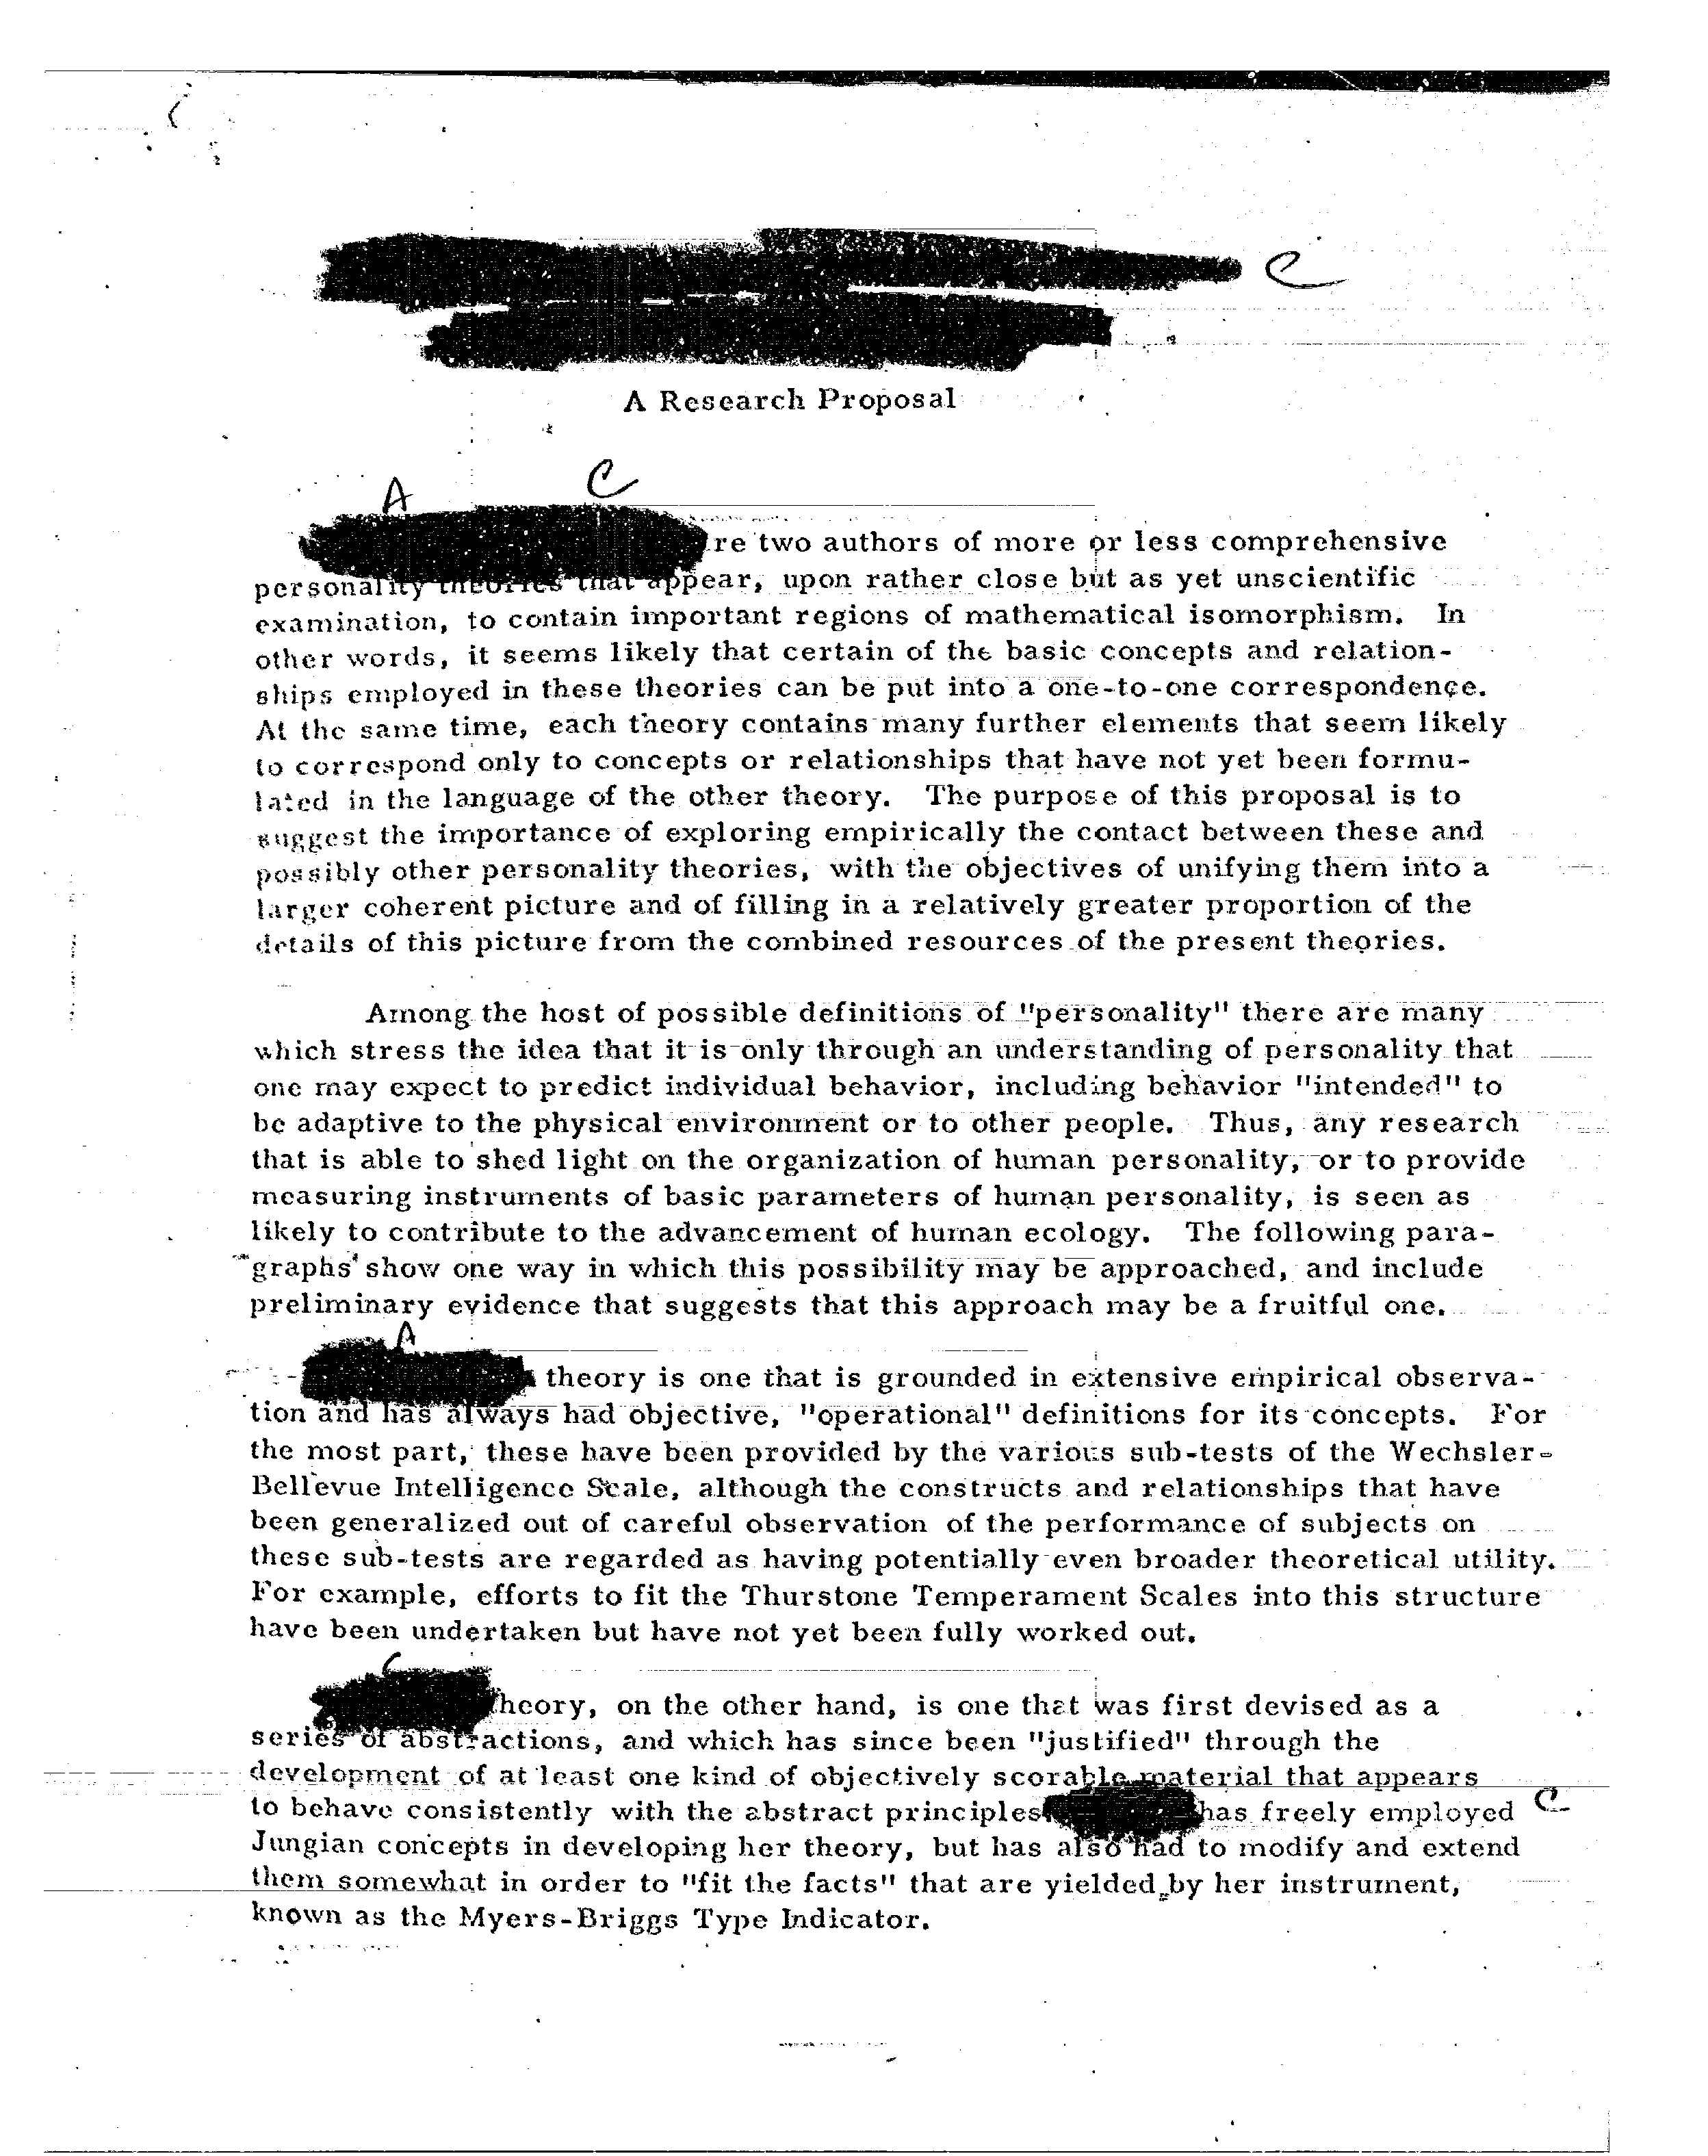 C
A Research Proposal
A C
re two authors of more or less comprehensive
personality theories that appear, upon rather close but as yet unscientific
examination, to contain important regions of mathematical isomorphism. In
other words, it seems likely that certain of the basic concepts and relation-
ships employed in these theories can be put into a one-to-one correspondence.
At the same time, each theory contains many further elements that seem likely
to correspond only to concepts or relationships that have not yet been formu-
lated in the language of the other theory. The purpose of this proposal is to
suggest the importance of exploring empirically the contact between these and
possibly other personality theories, with the objectives of unifying them into a
larger coherent picture and of filling in a relatively greater proportion of the
details of this picture from the combined resources of the present theories.
Among the host of possible definitions of "personality" there are many
which stress the idea that it is only through an understanding of personality that
one may expect to predict individual behavior, including behavior "intended" to
be adaptive to the physical environment or to other people. Thus, any research
that is able to shed light on the organization of human personality, or to provide
measuring instruments of basic parameters of human personality, is seen as
likely to contribute to the advancement of human ecology. The following para-
graphs show one way in which this possibility may be approached, and include
preliminary evidence that suggests that this approach may be a fruitful one.
A
theory is one that is grounded in extensive empirical observa-
tion and has always had objective, "operational" definitions for its concepts. For
the most part, these have been provided by the various sub-tests of the Wechsler-
Bellevue Intelligence Scale, although the constructs and relationships that have
been generalized out of careful observation of the performance of subjects on
these sub-tests are regarded as having potentially even broader theoretical utility.
For example, efforts to fit the Thurstone Temperament Scales into this structure
have been undertaken but have not yet been fully worked out.
C
heory, on the other hand, is one that was first devised as a
series of abstractions, and which has since been "justified" through the
development of at least one kind of objectively scorable material that appears
to behave consistently with the abstract principles has freely employed C
Jungian concepts in developing her theory, but has also had to modify and extend
them somewhat in order to "fit the facts" that are yielded by her instrument,
known as the Myers-Briggs Type Indicator.